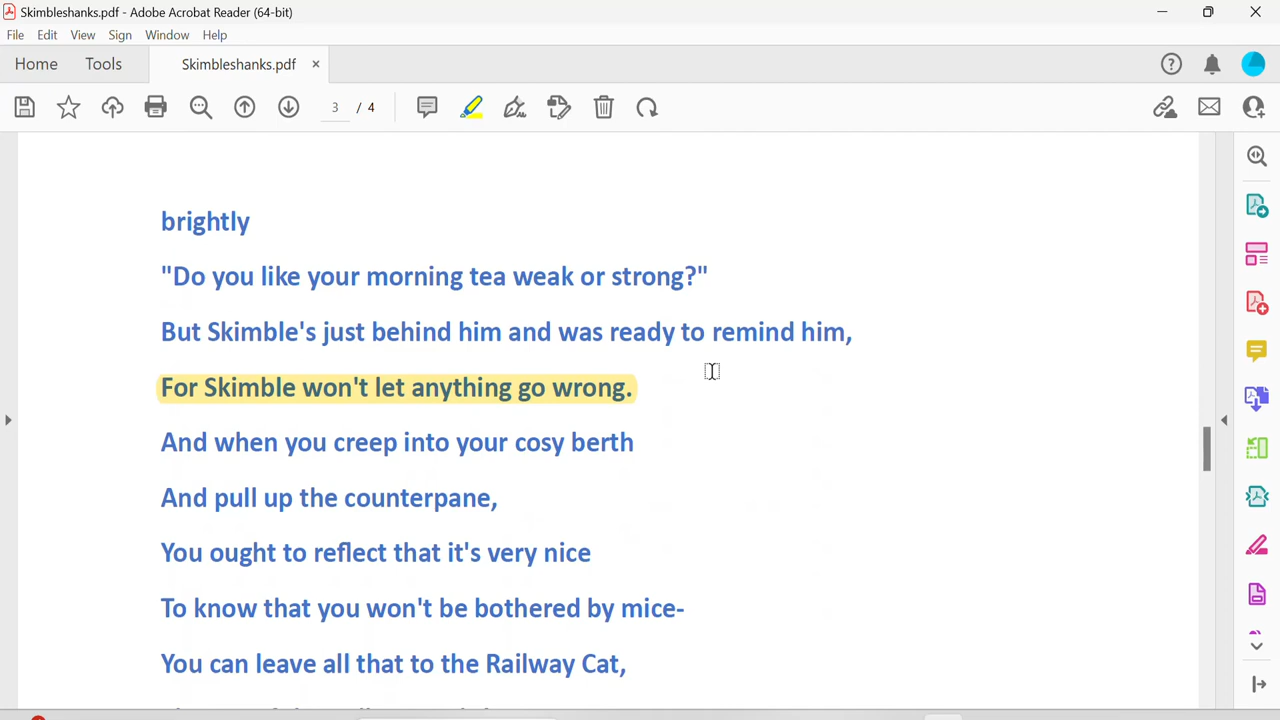 Skimbleshanks.pdf - Adobe Acrobat Reader (64-bit)
File Edit View Sign Window Help
Home Tools Skimbleshanks.pdf ×
3 / 4
brightly
"Do you like your morning tea weak or strong?"
But Skimble's just behind him and was ready to remind him,
For Skimble won't let anything go wrong.
And when you creep into your cosy berth
And pull up the counterpane,
You ought to reflect that it's very nice
To know that you won't be bothered by mice-
You can leave all that to the Railway Cat,